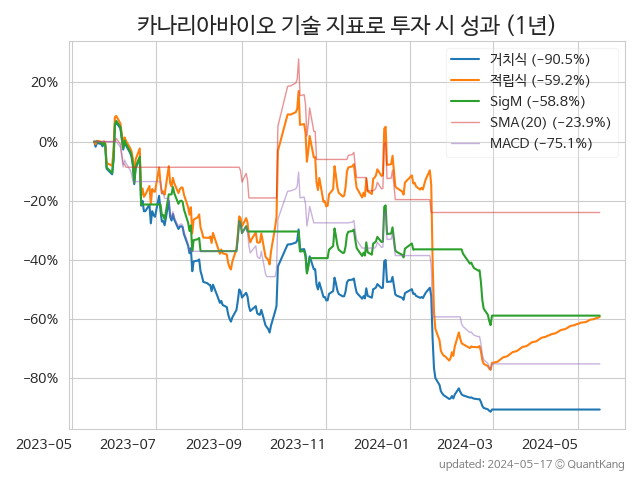 카나리아바이오 기술 지표로 투자 시 성과 (1년)
거치식 (−90.5%)
적립식 (−59.2%)
SigM (−58.8%)
SMA(20) (−23.9%)
MACD (−75.1%)
20%
0%
−20%
−40%
−60%
−80%
2023−05 2023−07 2023−09 2023−11 2024−01 2024−03 2024−05
updated: 2024−05−17 © QuantKang